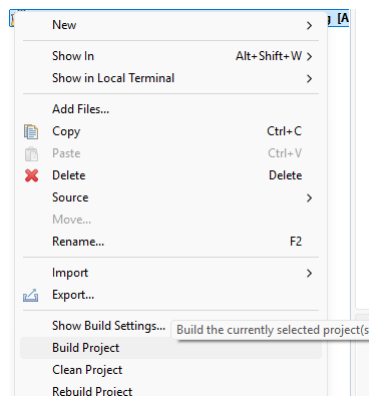 New
[A
Show In Alt+Shift+W
Show in Local Terminal
Add Files...
Copy Ctrl+C
Paste Ctrl+V
Delete Delete
Source
Move...
Rename... F2
Import
Export...
Show Build Settings...
Build the currently selected project(s
Build Project
Clean Project
Rebuild Project